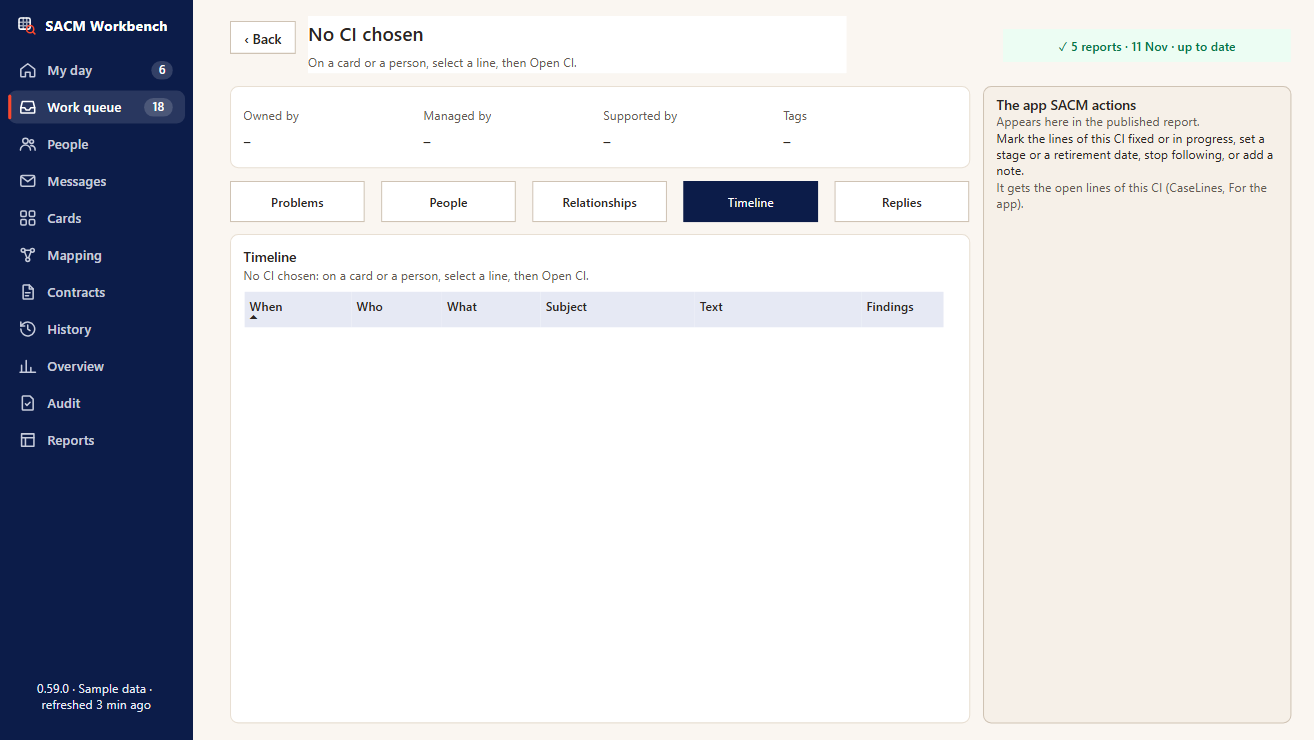 SACM Workbench
My day 6
Work queue 18
People
Messages
Cards
Mapping
Contracts
History
Overview
Audit
Reports
0.59.0 · Sample data ·
refreshed 3 min ago
‹ Back
No CI chosen
On a card or a person, select a line, then Open CI.
✓ 5 reports · 11 Nov · up to date
Owned by Managed by Supported by Tags
– – – –
Problems People Relationships Timeline Replies
Timeline
No CI chosen: on a card or a person, select a line, then Open CI.
When Who What Subject Text Findings
The app SACM actions
Appears here in the published report.
Mark the lines of this CI fixed or in progress, set a
stage or a retirement date, stop following, or add a
note.
It gets the open lines of this CI (CaseLines, For the
app).